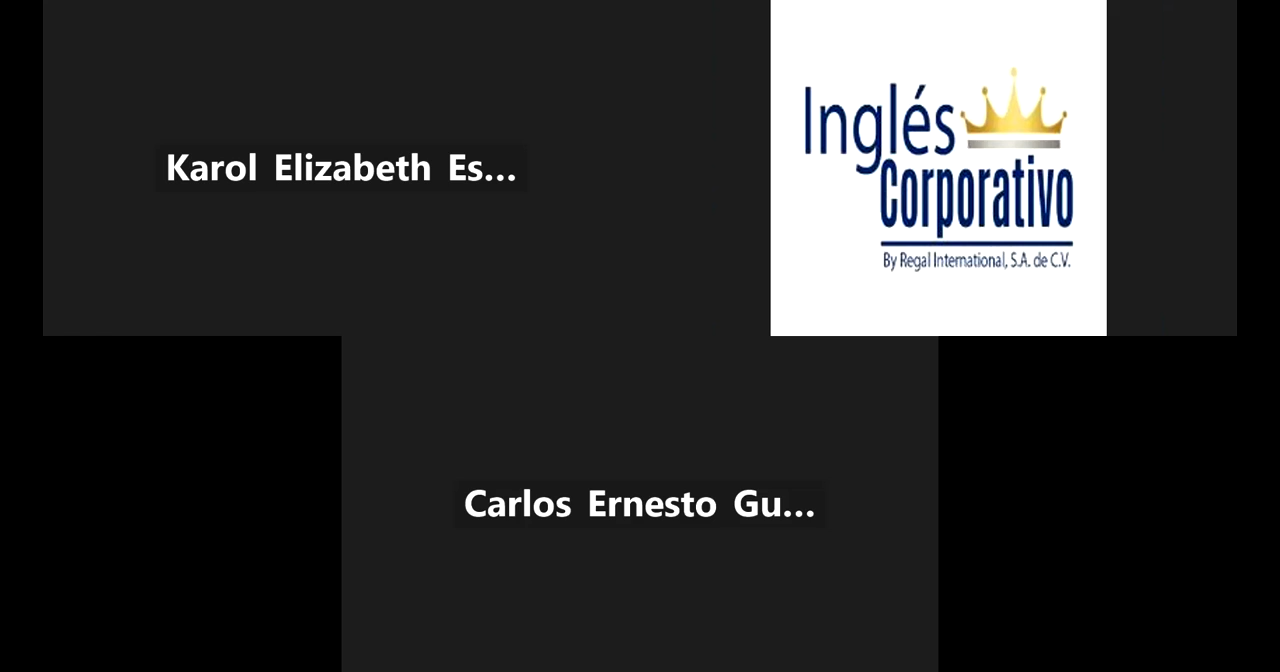 Karol Elizabeth Es...
Inglés
Corporativo
By Regal International, S.A. de C.V.
Carlos Ernesto Gu...